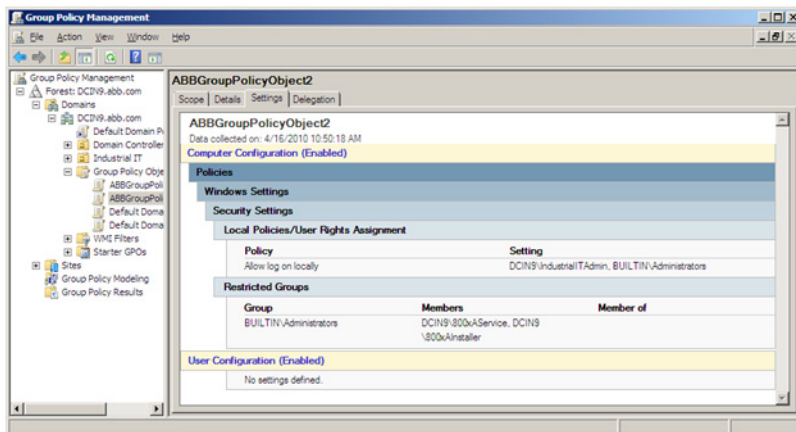 Group Policy Management
File Action View Window Help
Group Policy Management
Forest: DCIN9.abb.com
Domains
DCIN9.abb.com
Default Domain P
Domain Controller
Industrial IT
Group Policy Obje
ABBGroupPoli
ABBGroupPoli
Default Doma
Default Doma
WMI Filters
Starter GPOs
Sites
Group Policy Modeling
Group Policy Results
ABBGroupPolicyObject2
Scope Details Settings Delegation
ABBGroupPolicyObject2
Data collected on: 4/16/2010 10:50:18 AM
Computer Configuration (Enabled)
Policies
Windows Settings
Security Settings
Local Policies/User Rights Assignment
Policy Setting
Allow log on locally DCIN9\IndustrialITAdmin, BUILTIN\Administrators
Restricted Groups
Group Members Member of
BUILTIN\Administrators DCIN9\800xAService, DCIN9
\800xAInstaller
User Configuration (Enabled)
No settings defined.